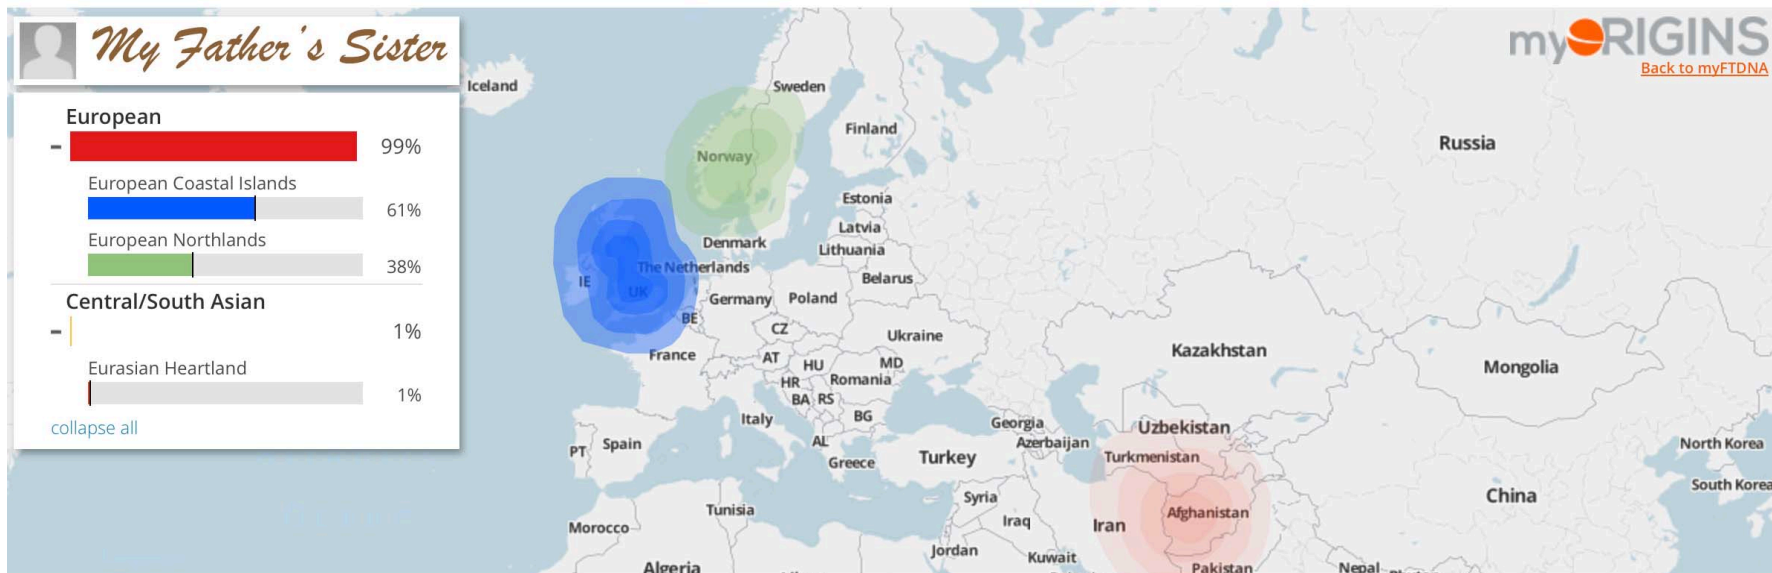 My Father's Sister
myORIGINS
Back to myFTDNA
European
99%
European Coastal Islands
61%
European Northlands
38%
Central/South Asian
1%
Eurasian Heartland
1%
collapse all
Iceland
Sweden
Finland
Norway
Russia
Estonia
Latvia
Denmark
Lithuania
The Netherlands
IE
UK
Belarus
Germany
Poland
BE
CZ
Ukraine
France
AT
HU
MD
Kazakhstan
Mongolia
HR
Romania
BA
RS
Italy
BG
Georgia
Uzbekistan
PT
Spain
AL
Azerbaijan
North Korea
Greece
Turkey
Turkmenistan
South Korea
Syria
China
Morocco
Tunisia
Iraq
Iran
Afghanistan
Jordan
Kuwait
Algeria
Pakistan
Nepal